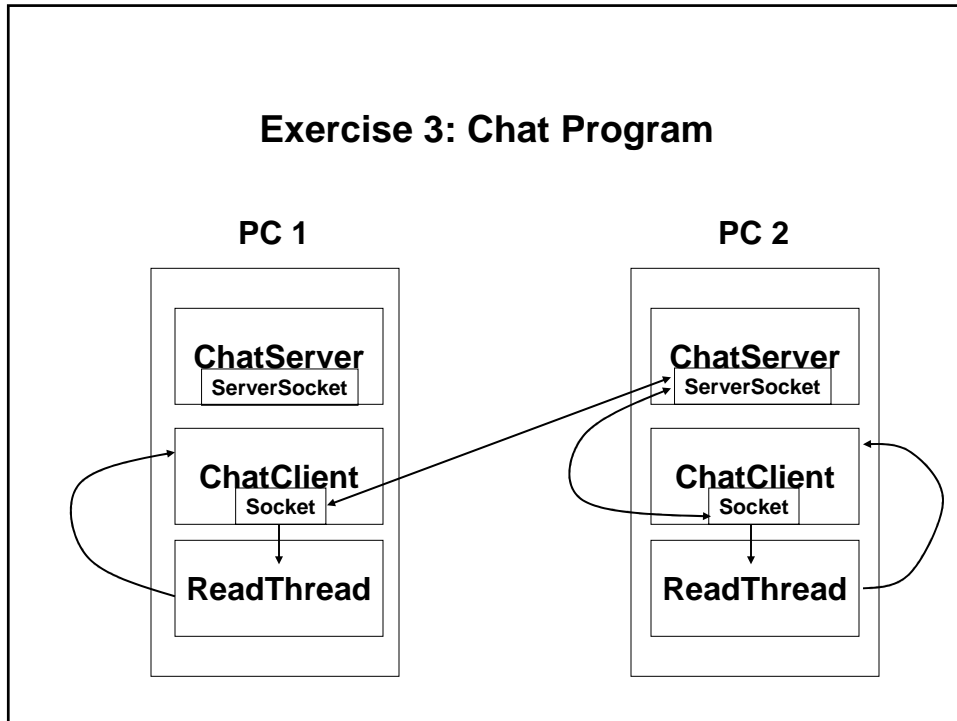 Exercise 3: Chat Program
PC 1
ChatServer
ServerSocket
ChatClient
Socket
ReadThread
PC 2
ChatServer
ServerSocket
ChatClient
Socket
ReadThread